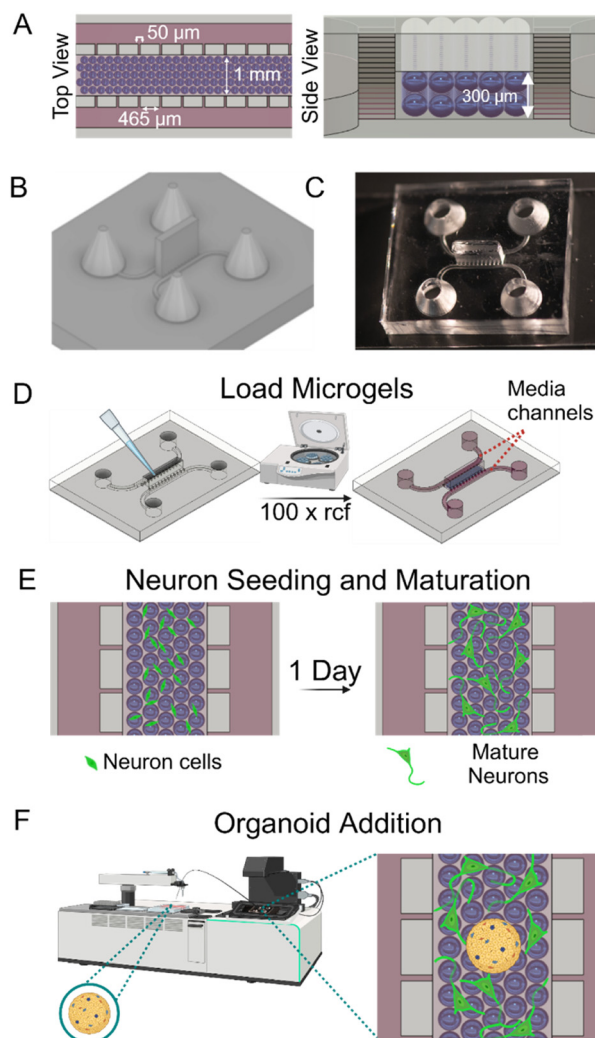 A
Top View
50 µm
1 mm
465 µm
Side View
300 µm
B
C
D
Load Microgels
Media
channels
100 x rcf
E
Neuron Seeding and Maturation
1 Day
Neuron cells
Mature
Neurons
F
Organoid Addition